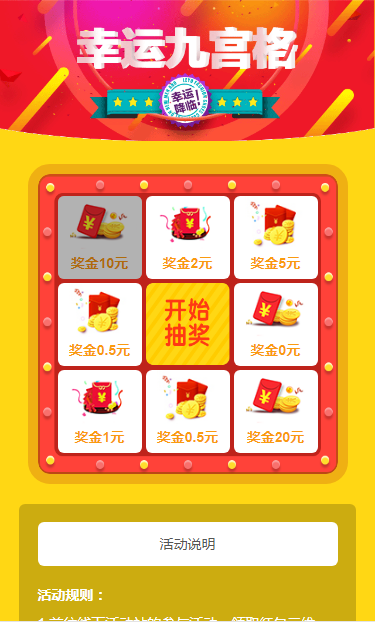 幸运九宫格
幸运
降临!
奖金10元
奖金2元
奖金5元
奖金0.5元
开始
抽奖
奖金0元
奖金1元
奖金0.5元
奖金20元
活动说明
活动规则：